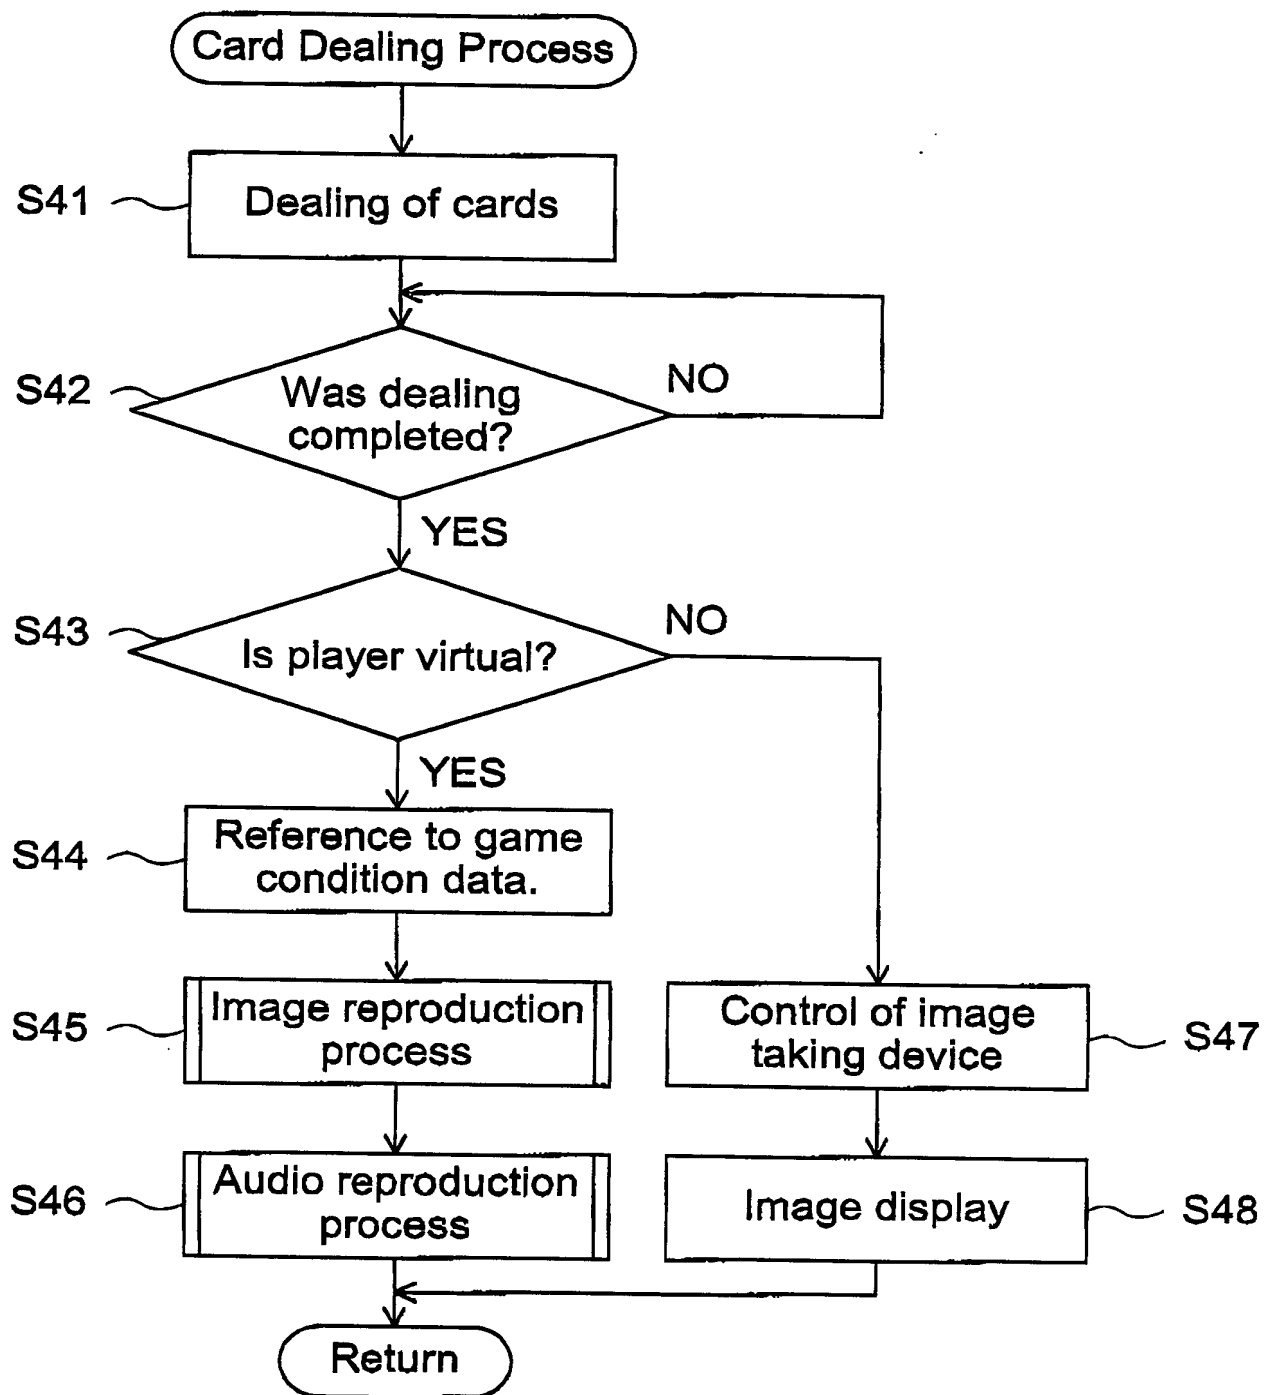 Card Dealing Process
S41
Dealing of cards
S42
Was dealing
completed?
NO
YES
S43
Is player virtual?
NO
YES
S44
Reference to game
condition data.
S45
Image reproduction
process
Control of image
taking device
S47
S46
Audio reproduction
process
Image display
S48
Return